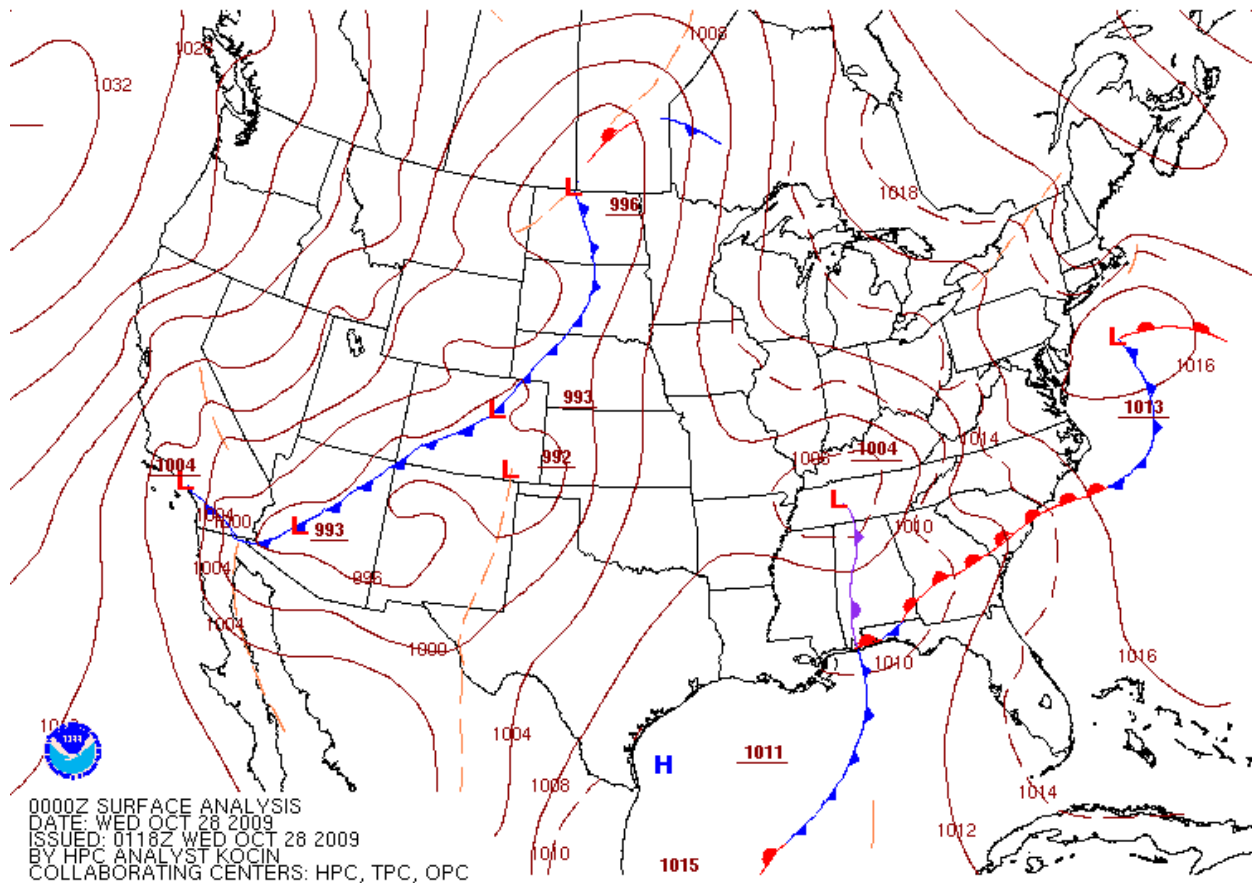 1028
1008
1032
1018
996
1016
993
1013
1004
1014
1004
992
1006
1004
1000
1010
993
996
1004
1004
1000
1010
1016
1004
1011
1008
1014
1012
1010
1015
0000Z SURFACE ANALYSIS
DATE: WED OCT 28 2009
ISSUED: 0118Z WED OCT 28 2009
BY HPC ANALYST KOCIN
COLLABORATING CENTERS: HPC, TPC, OPC
L
L
L
L
L
L
L
H